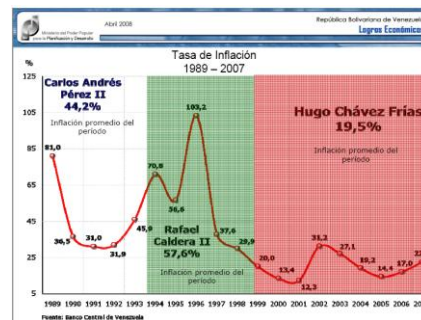 Ministerio del Poder Popular
para la Planificación y Desarrollo
Abril 2008
República Bolivariana de Venezuela
Logros Económicos
Tasa de Inflación
1989 – 2007
%
125
105
85
65
45
25
5
Carlos Andrés
Pérez II
44,2%
Inflación promedio del
período
Rafael
Caldera II
57,6%
Inflación promedio del
período
Hugo Chávez Frías
19,5%
Inflación promedio del
período
81,0
36,5
31,0
31,9
45,9
70,8
56,6
103,2
37,6
29,9
20,0
13,4
12,3
31,2
27,1
19,2
14,4
17,0
22
1989 1990 1991 1992 1993 1994 1995 1996 1997 1998 1999 2000 2001 2002 2003 2004 2005 2006
Fuente: Banco Central de Venezuela